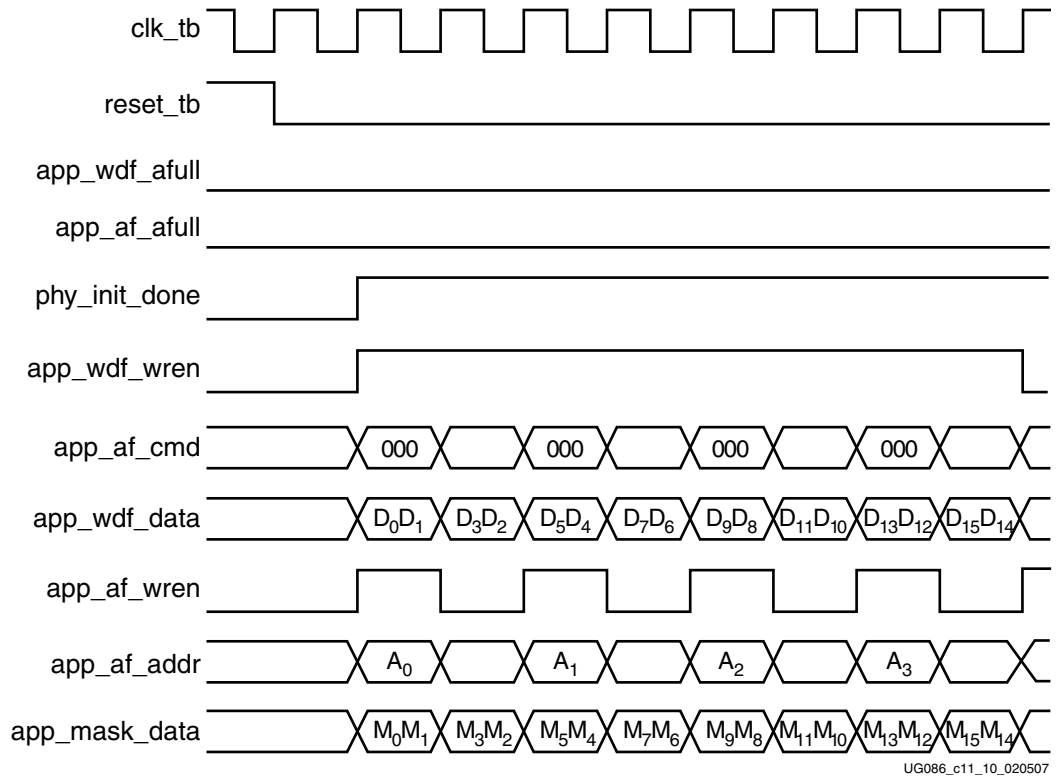 clk_tb
reset_tb
app_wdf_afull
app_af_afull
phy_init_done
app_wdf_wren
app_af_cmd 000 000 000 000
app_wdf_data D0D1 D3D2 D5D4 D7D6 D9D8 D11D10 D13D12 D15D14
app_af_wren
app_af_addr A0 A1 A2 A3
app_mask_data M0M1 M3M2 M5M4 M7M6 M9M8 M11M10 M13M12 M15M14
UG086_c11_10_020507